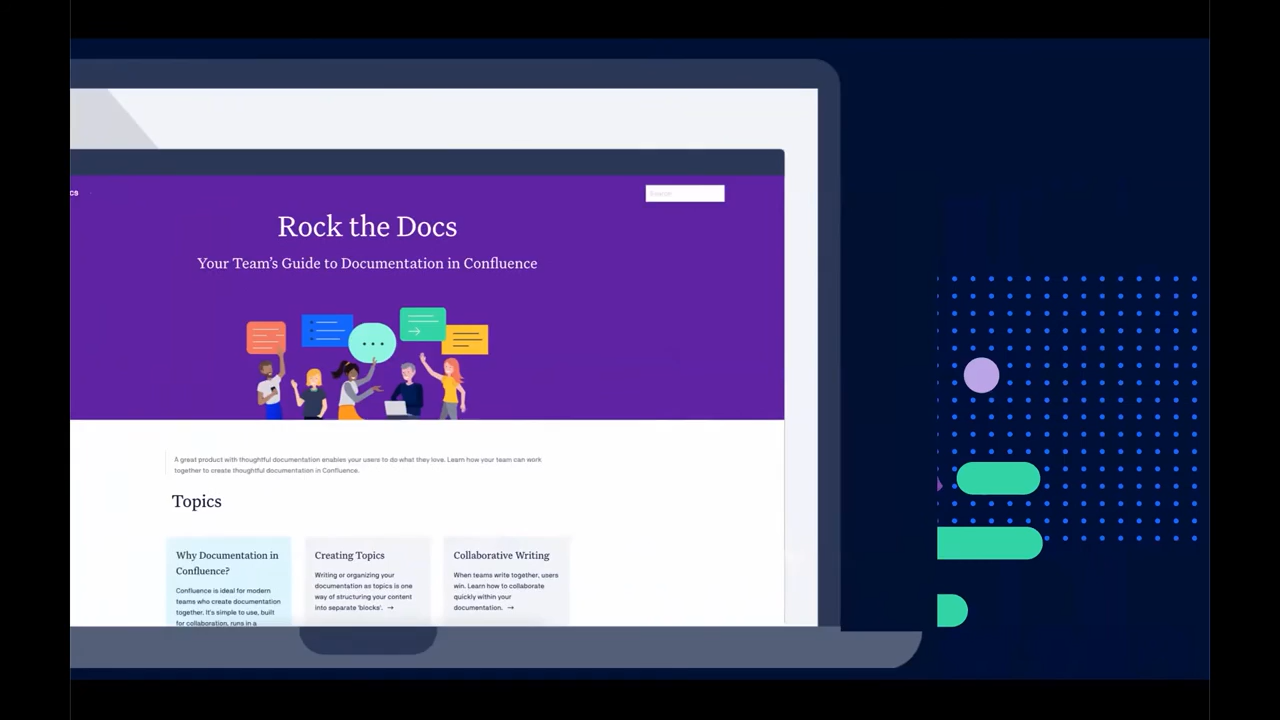 cs
Search
Rock the Docs
Your Team's Guide to Documentation in Confluence
A great product with thoughtful documentation enables your users to do what they love. Learn how your team can work
together to create thoughtful documentation in Confluence.
Topics
Why Documentation in
Confluence?
Confluence is ideal for modern
teams who create documentation
together. It's simple to use, built
for collaboration, runs in a
Creating Topics
Writing or organizing your
documentation as topics is one
way of structuring your content
into separate 'blocks'. →
Collaborative Writing
When teams write together, users
win. Learn how to collaborate
quickly within your
documentation. →